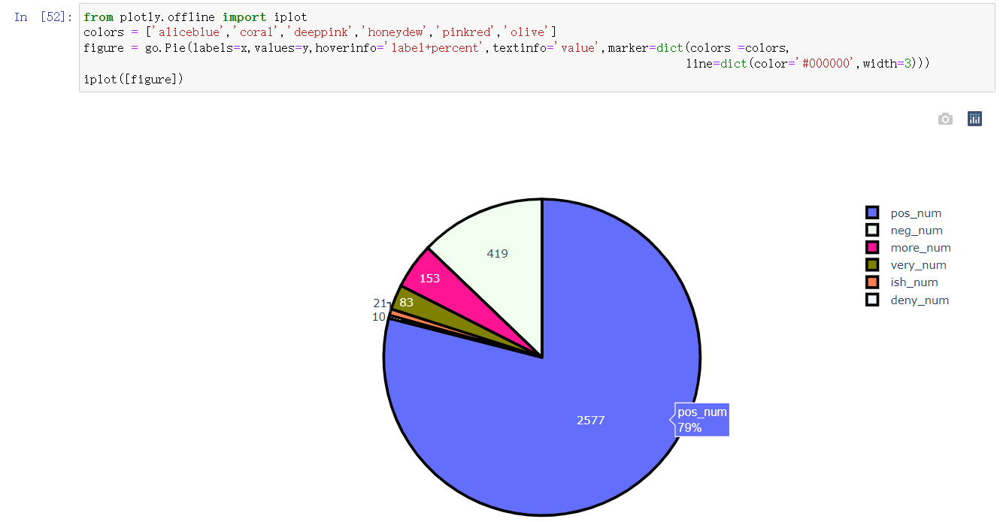 In [52]:
from plotly.offline import iplot
colors = ['aliceblue','coral','deeppink','honeydew','pinkred','olive']
figure = go.Pie(labels=x,values=y,hoverinfo='label+percent',textinfo='value',marker=dict(colors =colors,
line=dict(color='#000000',width=3)))
iplot([figure])
pos_num
neg_num
more_num
very_num
ish_num
deny_num
419
153
83
21
10
2577
pos_num
79%